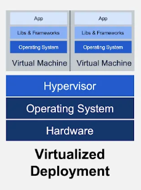 App App
Libs & Frameworks Libs & Frameworks
Operating System Operating System
Virtual Machine Virtual Machine
Hypervisor
Operating System
Hardware
Virtualized
Deployment